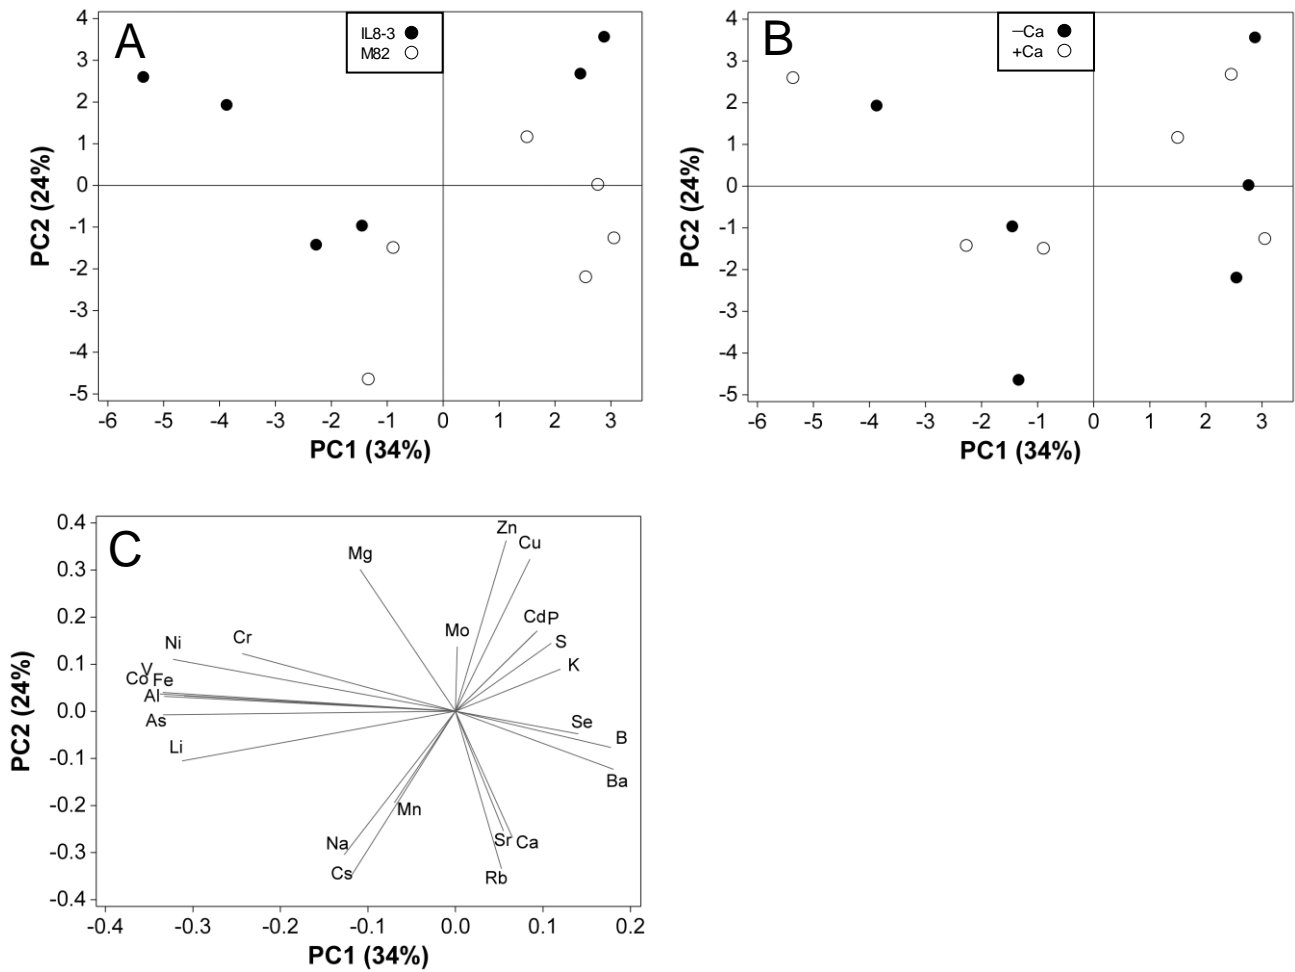 A
IL8-3
M82
4
3
2
1
0
-1
-2
-3
-4
-5
PC2 (24%)
-6 -5 -4 -3 -2 -1 0 1 2 3
PC1 (34%)
B
–Ca
+Ca
4
3
2
1
0
-1
-2
-3
-4
-5
PC2 (24%)
-6 -5 -4 -3 -2 -1 0 1 2 3
PC1 (34%)
C
0.4
0.3
0.2
0.1
0.0
-0.1
-0.2
-0.3
-0.4
PC2 (24%)
Zn
Cu
Mg
Cd P
Mo
Cr
Ni
S
K
V
Co Fe
Al
As
Se
B
Li
Ba
Mn
Na
Sr Ca
Cs
Rb
-0.4 -0.3 -0.2 -0.1 0.0 0.1 0.2
PC1 (34%)